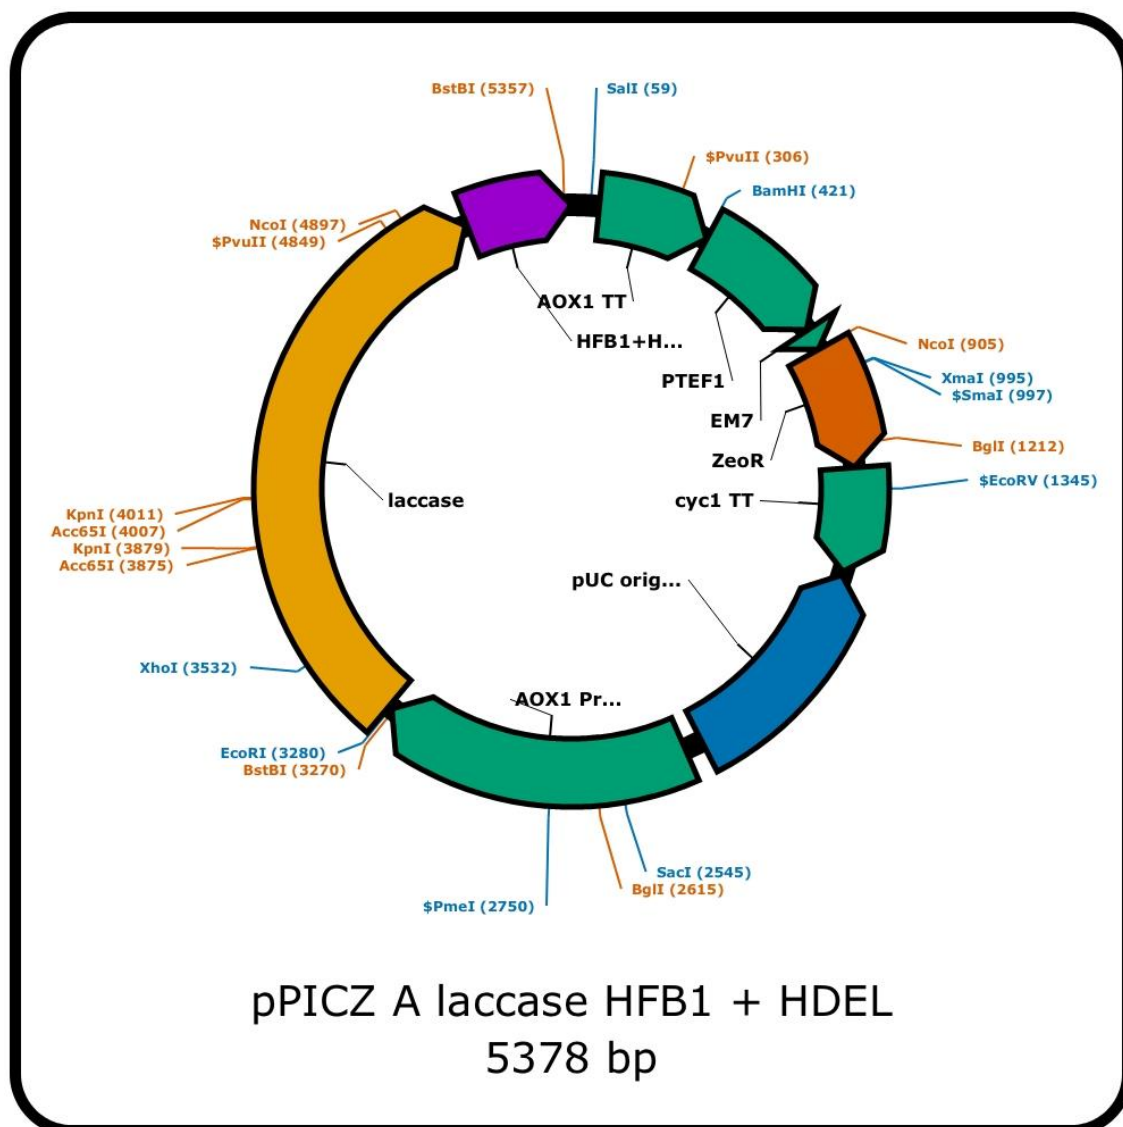 BstBI (5357)
SalI (59)
$PvuII (306)
BamHI (421)
NcoI (4897)
$PvuII (4849)
AOX1 TT
HFB1+H...
NcoI (905)
PTEF1
XmaI (995)
$SmaI (997)
EM7
BglI (1212)
ZeoR
$EcoRV (1345)
laccase
cyc1 TT
KpnI (4011)
Acc65I (4007)
KpnI (3879)
Acc65I (3875)
pUC orig...
XhoI (3532)
AOX1 Pr...
EcoRI (3280)
BstBI (3270)
SacI (2545)
BglI (2615)
$PmeI (2750)
pPICZ A laccase HFB1 + HDEL
5378 bp